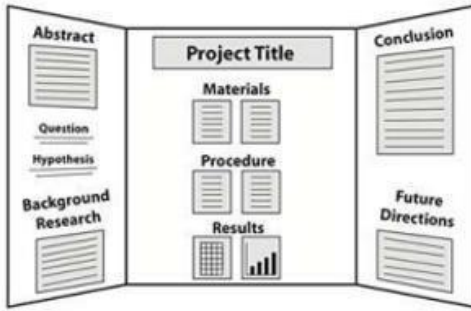 Abstract
Question
Hypothesis
Background
Research
Project Title
Materials
Procedure
Results
Conclusion
Future
Directions